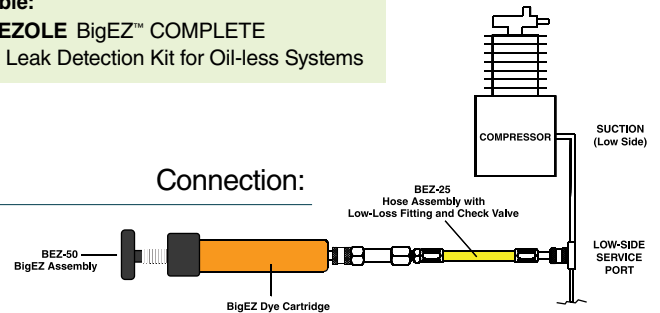 EZOLE BigEZ™ COMPLETE
Leak Detection Kit for Oil-less Systems
COMPRESSOR
SUCTION
(Low Side)
Connection:
BEZ-25
Hose Assembly with
Low-Loss Fitting and Check Valve
BEZ-50
BigEZ Assembly
LOW-SIDE
SERVICE
PORT
BigEZ Dye Cartridge